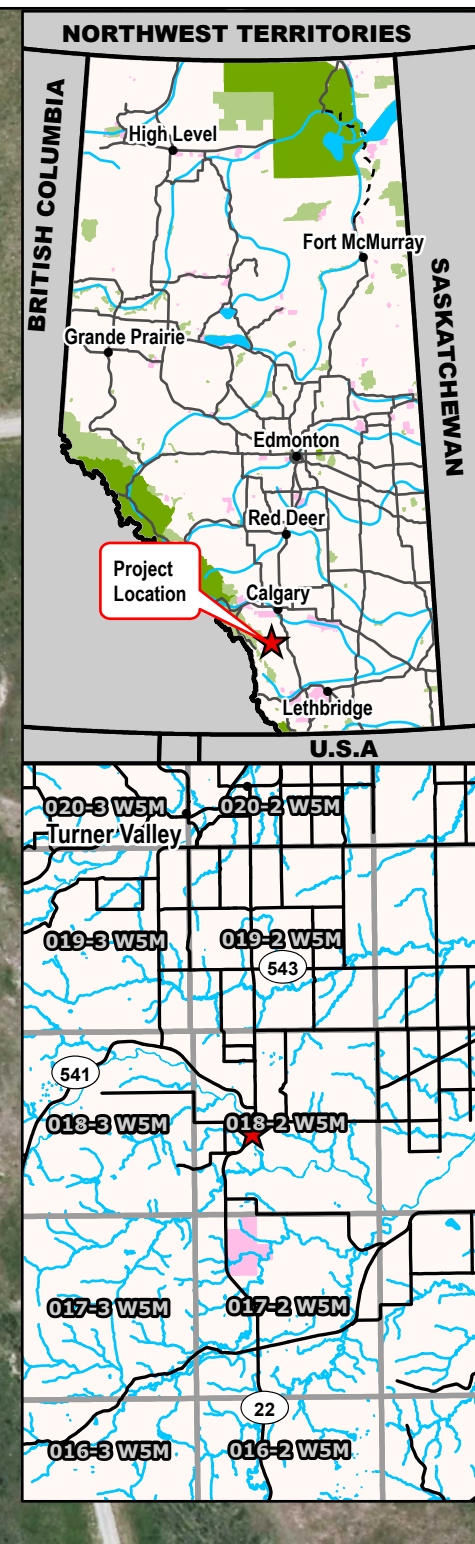 NORTHWEST TERRITORIES
BRITISH COLUMBIA
High Level
Fort McMurray
SASKATCHEWAN
Grande Prairie
Edmonton
Red Deer
Project
Location
Calgary
Lethbridge
U.S.A
020-3 W5M
020-2 W5M
Turner Valley
019-3 W5M
019-2 W5M
543
541
018-3 W5M
018-2 W5M
017-3 W5M
017-2 W5M
22
016-3 W5M
016-2 W5M